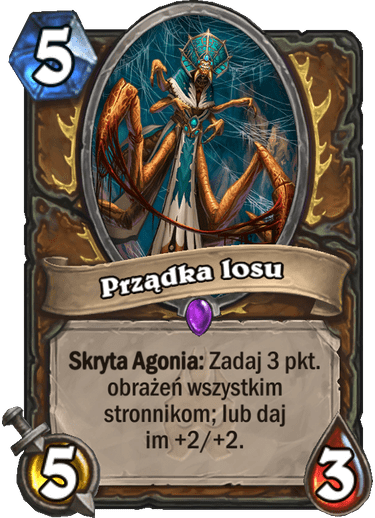 5
Prządka losu
Skryta Agonia: Zadaj 3 pkt.
obrażeń wszystkim
stronnikom; lub daj
im +2/+2.
5
3